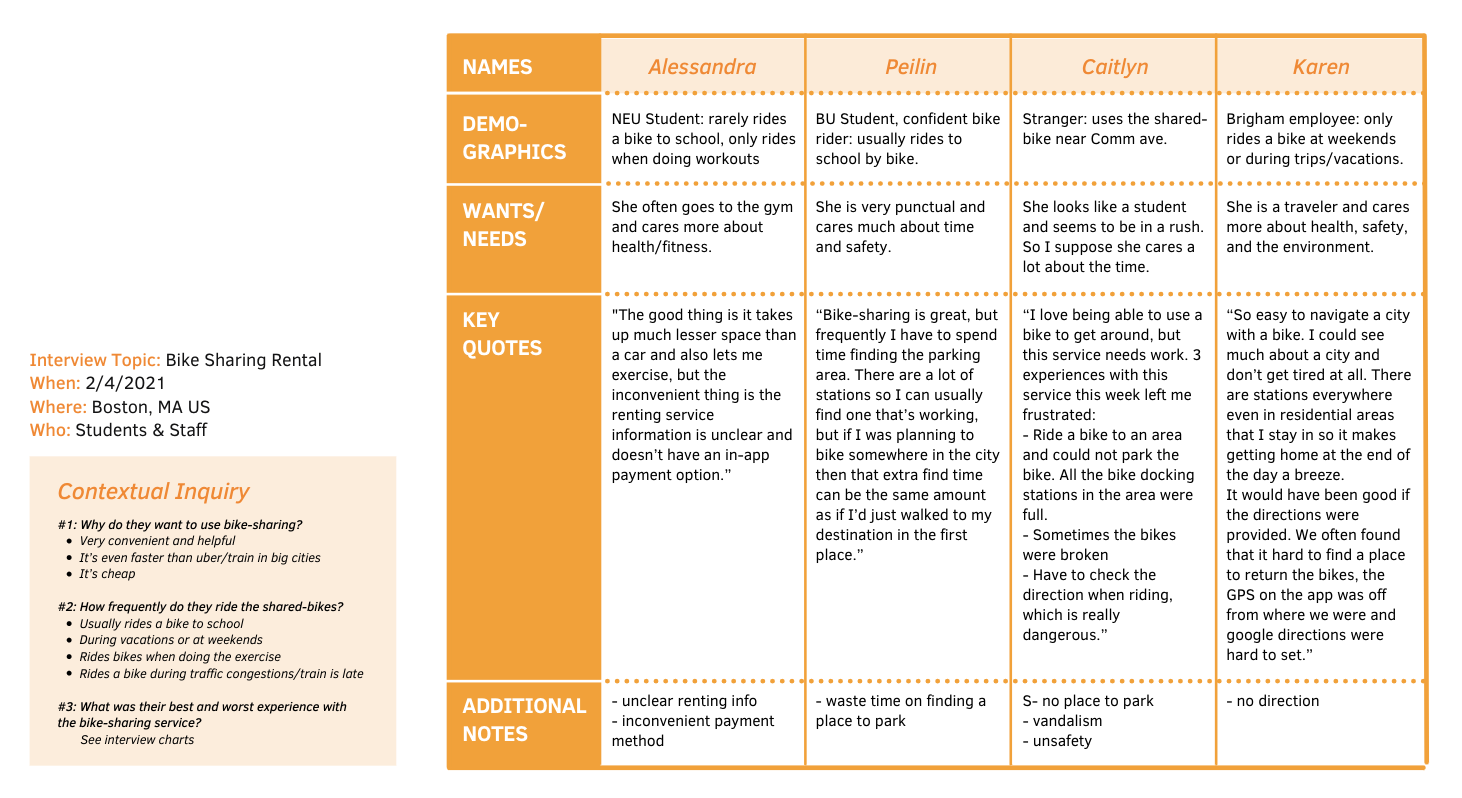 Interview Topic: Bike Sharing Rental
When: 2/4/2021
Where: Boston, MA US
Who: Students & Staff
Contextual Inquiry
#1: Why do they want to use bike-sharing?
• Very convenient and helpful
• It's even faster than uber/train in big cities
• It's cheap
#2: How frequently do they ride the shared-bikes?
• Usually rides a bike to school
• During vacations or at weekends
• Rides bikes when doing the exercise
• Rides a bike during traffic congestions/train is late
#3: What was their best and worst experience with
the bike-sharing service?
See interview charts
NAMES
Alessandra
Peilin
Caitlyn
Karen
DEMO-
GRAPHICS
NEU Student: rarely rides
a bike to school, only rides
when doing workouts
BU Student, confident bike
rider: usually rides to
school by bike.
Stranger: uses the shared-
bike near Comm ave.
Brigham employee: only
rides a bike at weekends
or during trips/vacations.
WANTS/
NEEDS
She often goes to the gym
and cares more about
health/fitness.
She is very punctual and
cares much about time
and safety.
She looks like a student
and seems to be in a rush.
So I suppose she cares a
lot about the time.
She is a traveler and cares
more about health, safety,
and the environment.
KEY
QUOTES
"The good thing is it takes
up much lesser space than
a car and also lets me
exercise, but the
inconvenient thing is the
renting service
information is unclear and
doesn't have an in-app
payment option.”
“Bike-sharing is great, but
frequently I have to spend
time finding the parking
area. There are a lot of
stations so I can usually
find one that's working,
but if I was planning to
bike somewhere in the city
then that extra find time
can be the same amount
as if I'd just walked to my
destination in the first
place.”
“I love being able to use a
bike to get around, but
this service needs work. 3
experiences with this
service this week left me
frustrated:
- Ride a bike to an area
and could not park the
bike. All the bike docking
stations in the area were
full.
- Sometimes the bikes
were broken
- Have to check the
direction when riding,
which is really
dangerous.”
“So easy to navigate a city
with a bike. I could see
much about a city and
don't get tired at all. There
are stations everywhere
even in residential areas
that I stay in so it makes
getting home at the end of
the day a breeze.
It would have been good if
the directions were
provided. We often found
that it hard to find a place
to return the bikes, the
GPS on the app was off
from where we were and
google directions were
hard to set.”
ADDITIONAL
NOTES
- unclear renting info
- inconvenient payment
method
- waste time on finding a
place to park
S- no place to park
- vandalism
- unsafety
- no direction